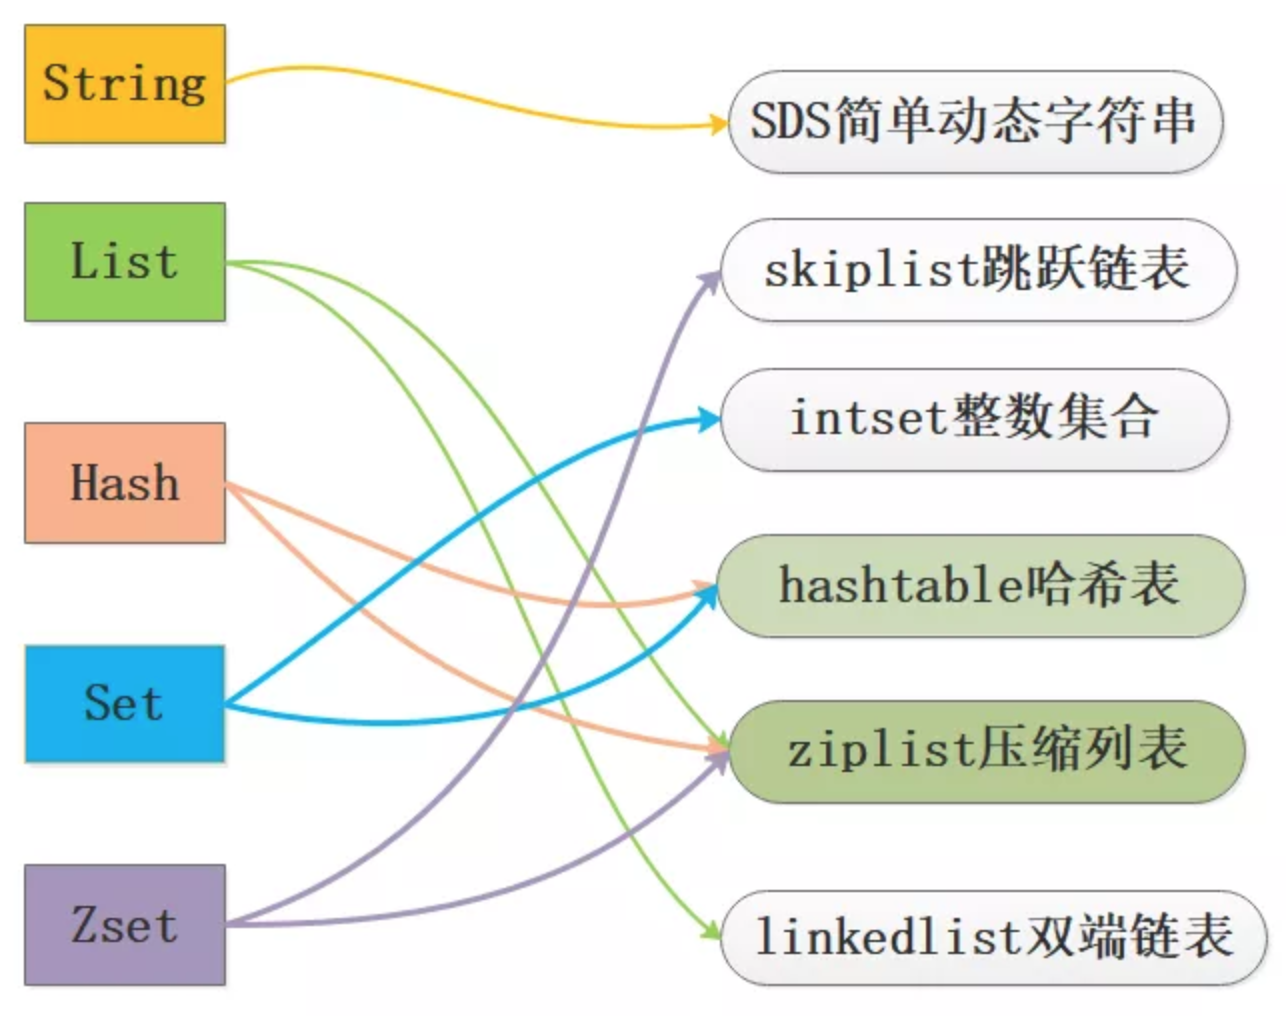 String
List
Hash
Set
Zset
SDS简单动态字符串
skiplist跳跃链表
intset整数集合
hashtable哈希表
ziplist压缩列表
linkedlist双端链表